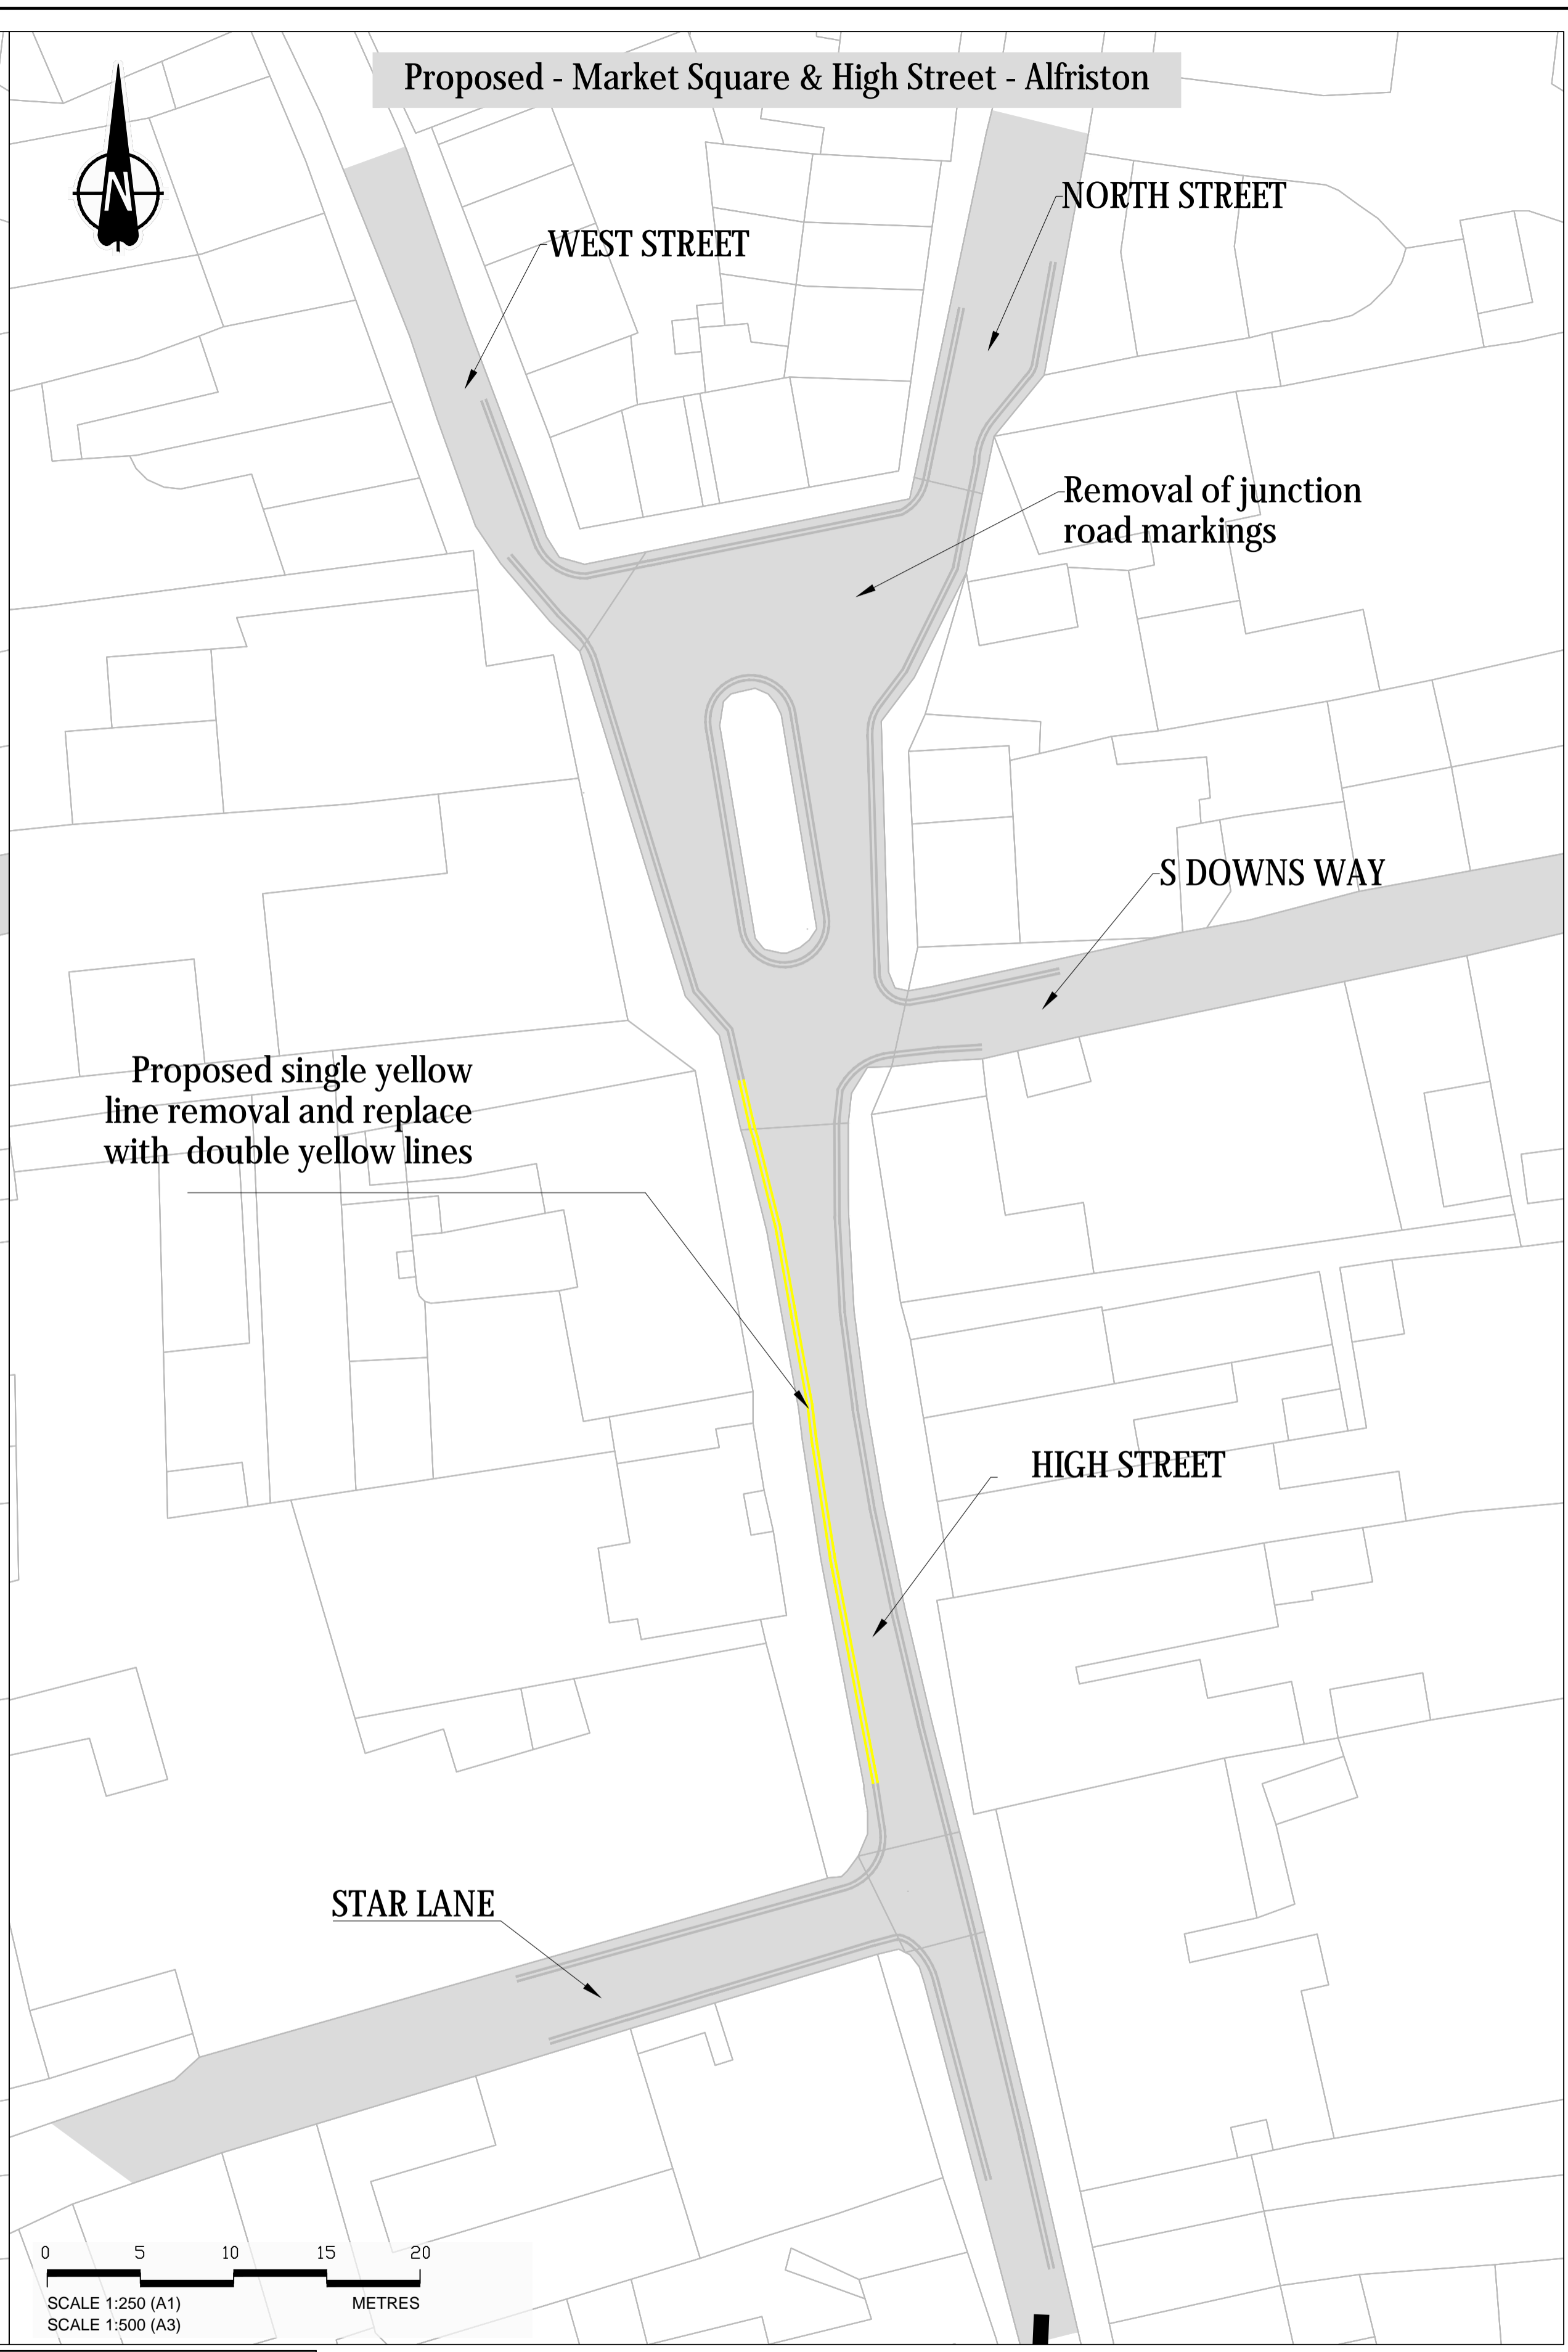 Proposed - Market Square & High Street - Alfriston
N
NORTH STREET
WEST STREET
Removal of junction
road markings
S DOWNS WAY
Proposed single yellow
line removal and replace
with  double yellow lines
HIGH STREET
STAR LANE
0 5 10 15 20
SCALE 1:250 (A1) METRES
SCALE 1:500 (A3)